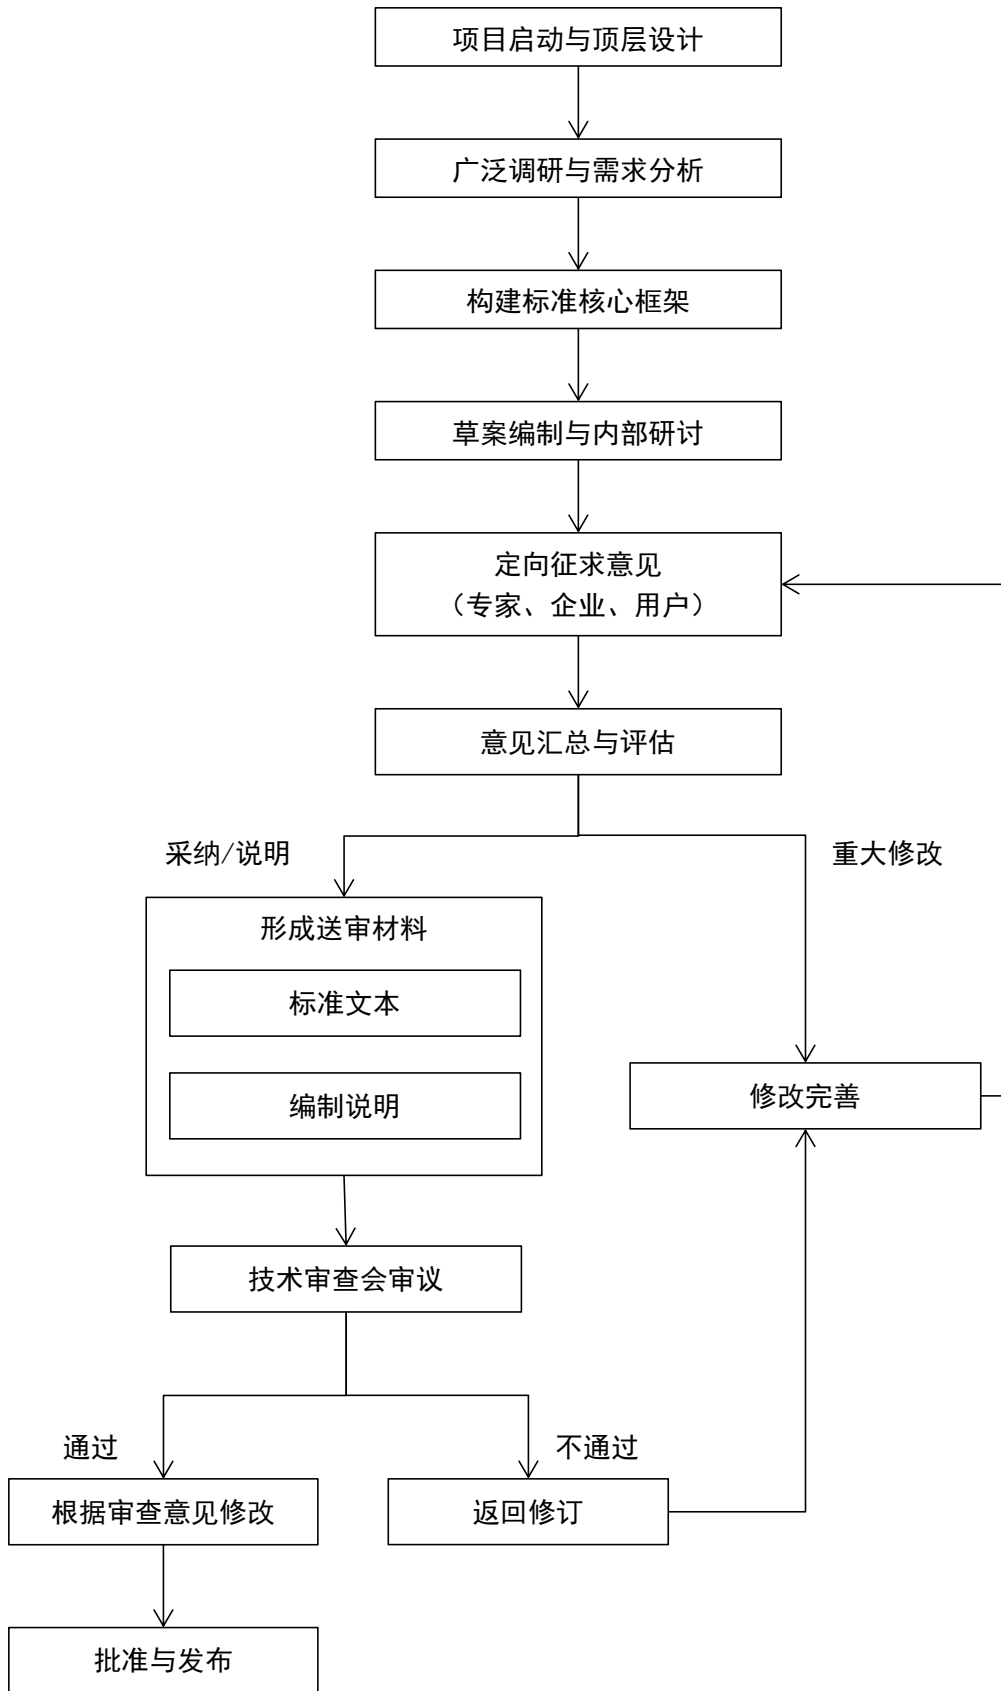 项目启动与顶层设计
广泛调研与需求分析
构建标准核心框架
草案编制与内部研讨
定向征求意见
（专家、企业、用户）
意见汇总与评估
采纳/说明
重大修改
形成送审材料
标准文本
编制说明
修改完善
技术审查会审议
通过
不通过
根据审查意见修改
返回修订
批准与发布